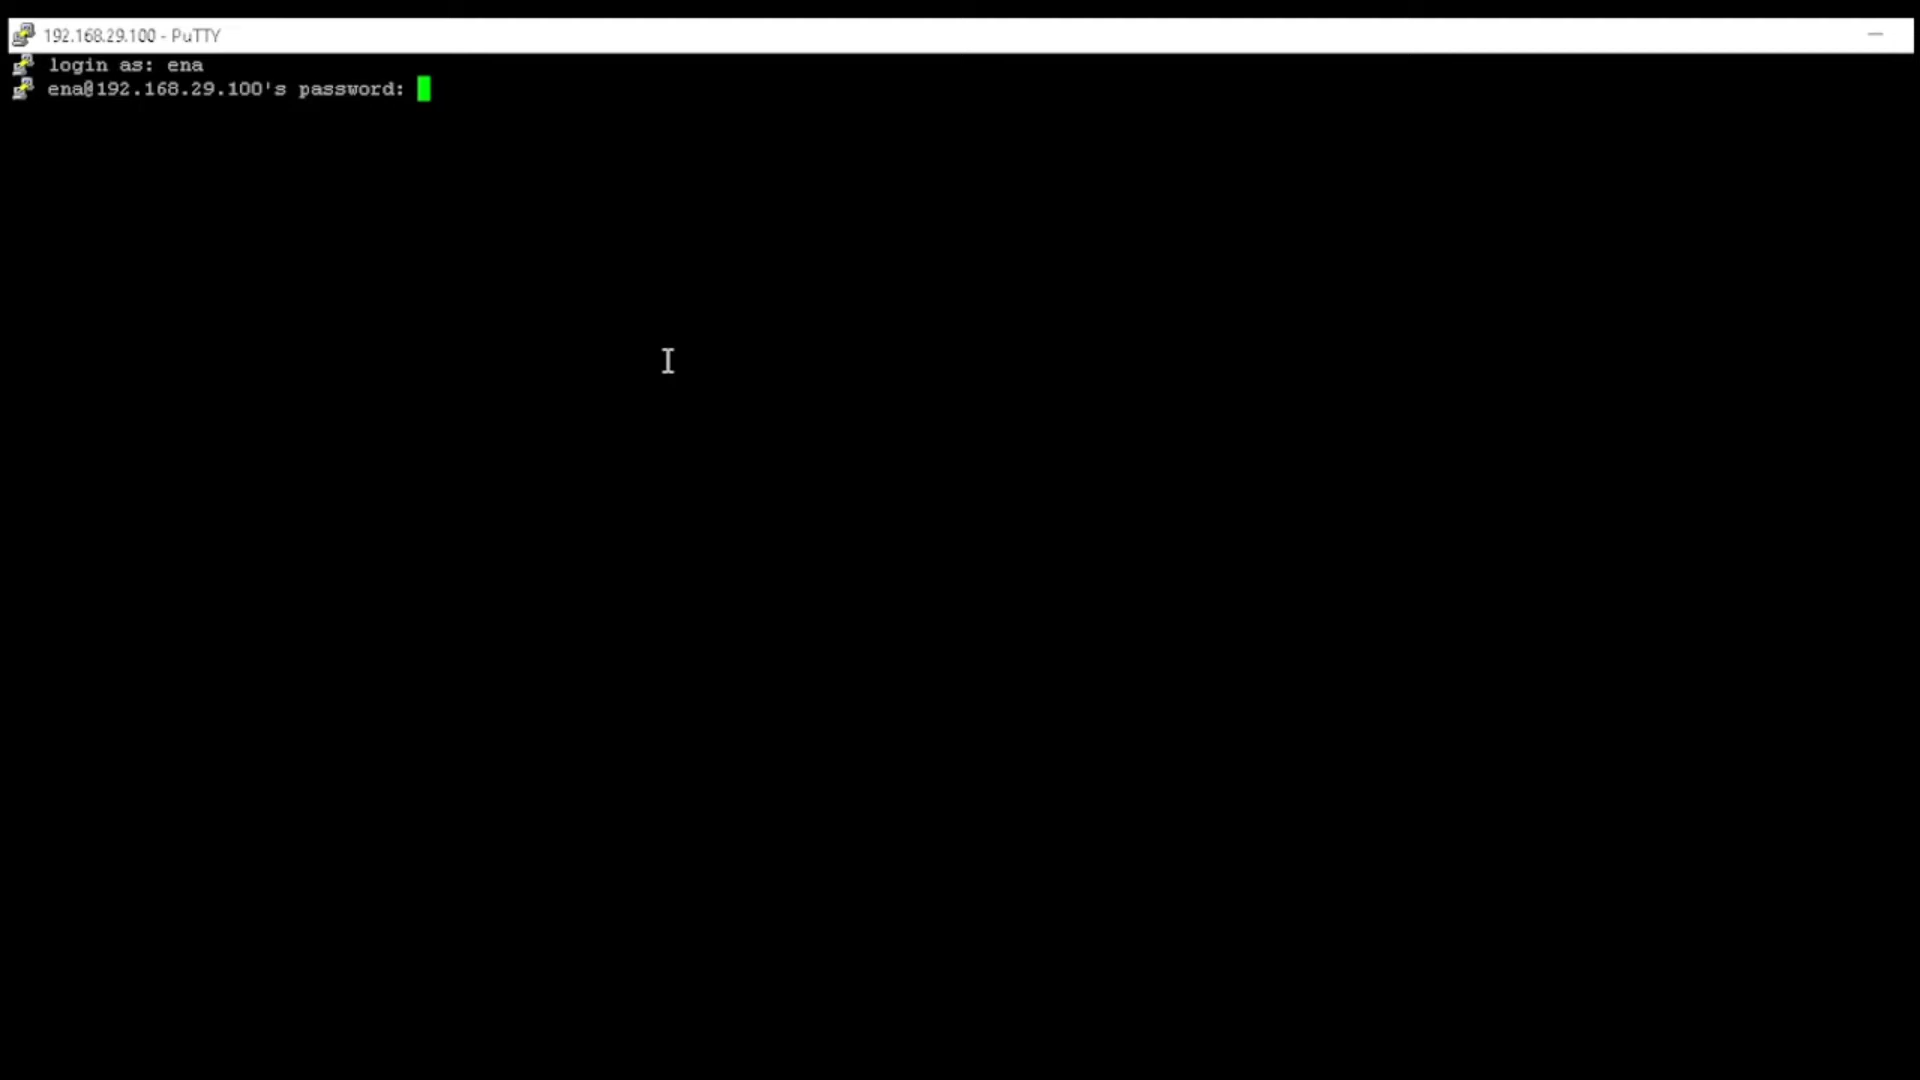 192.168.29.100 - PuTTY
login as: ena
ena@192.168.29.100's password: